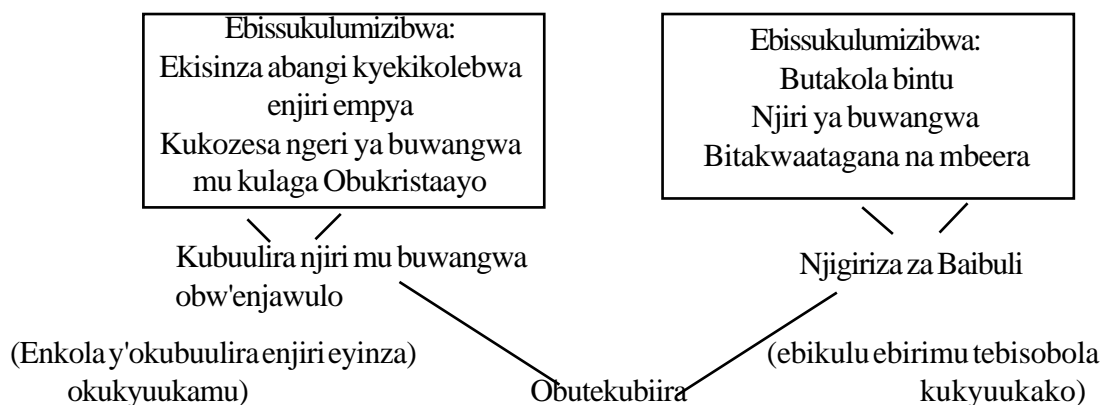 Ebissukulumizibwa:
Ekisinza abangi kyekikolebwa
enjiri empya
Kukozesa ngeri ya buwangwa
mu kulaga Obukristaayo
Ebissukulumizibwa:
Butakola bintu
Njiri ya buwangwa
Bitakwaatagana na mbeera
Kubuulira njiri mu buwangwa
obw'enjawulo
Njigiriza za Baibuli
(Enkola y'okubuulira enjiri eyinza)
okukyuukamu)
Obutekubiira
(ebikulu ebirimu tebisobola
kukyuukako)